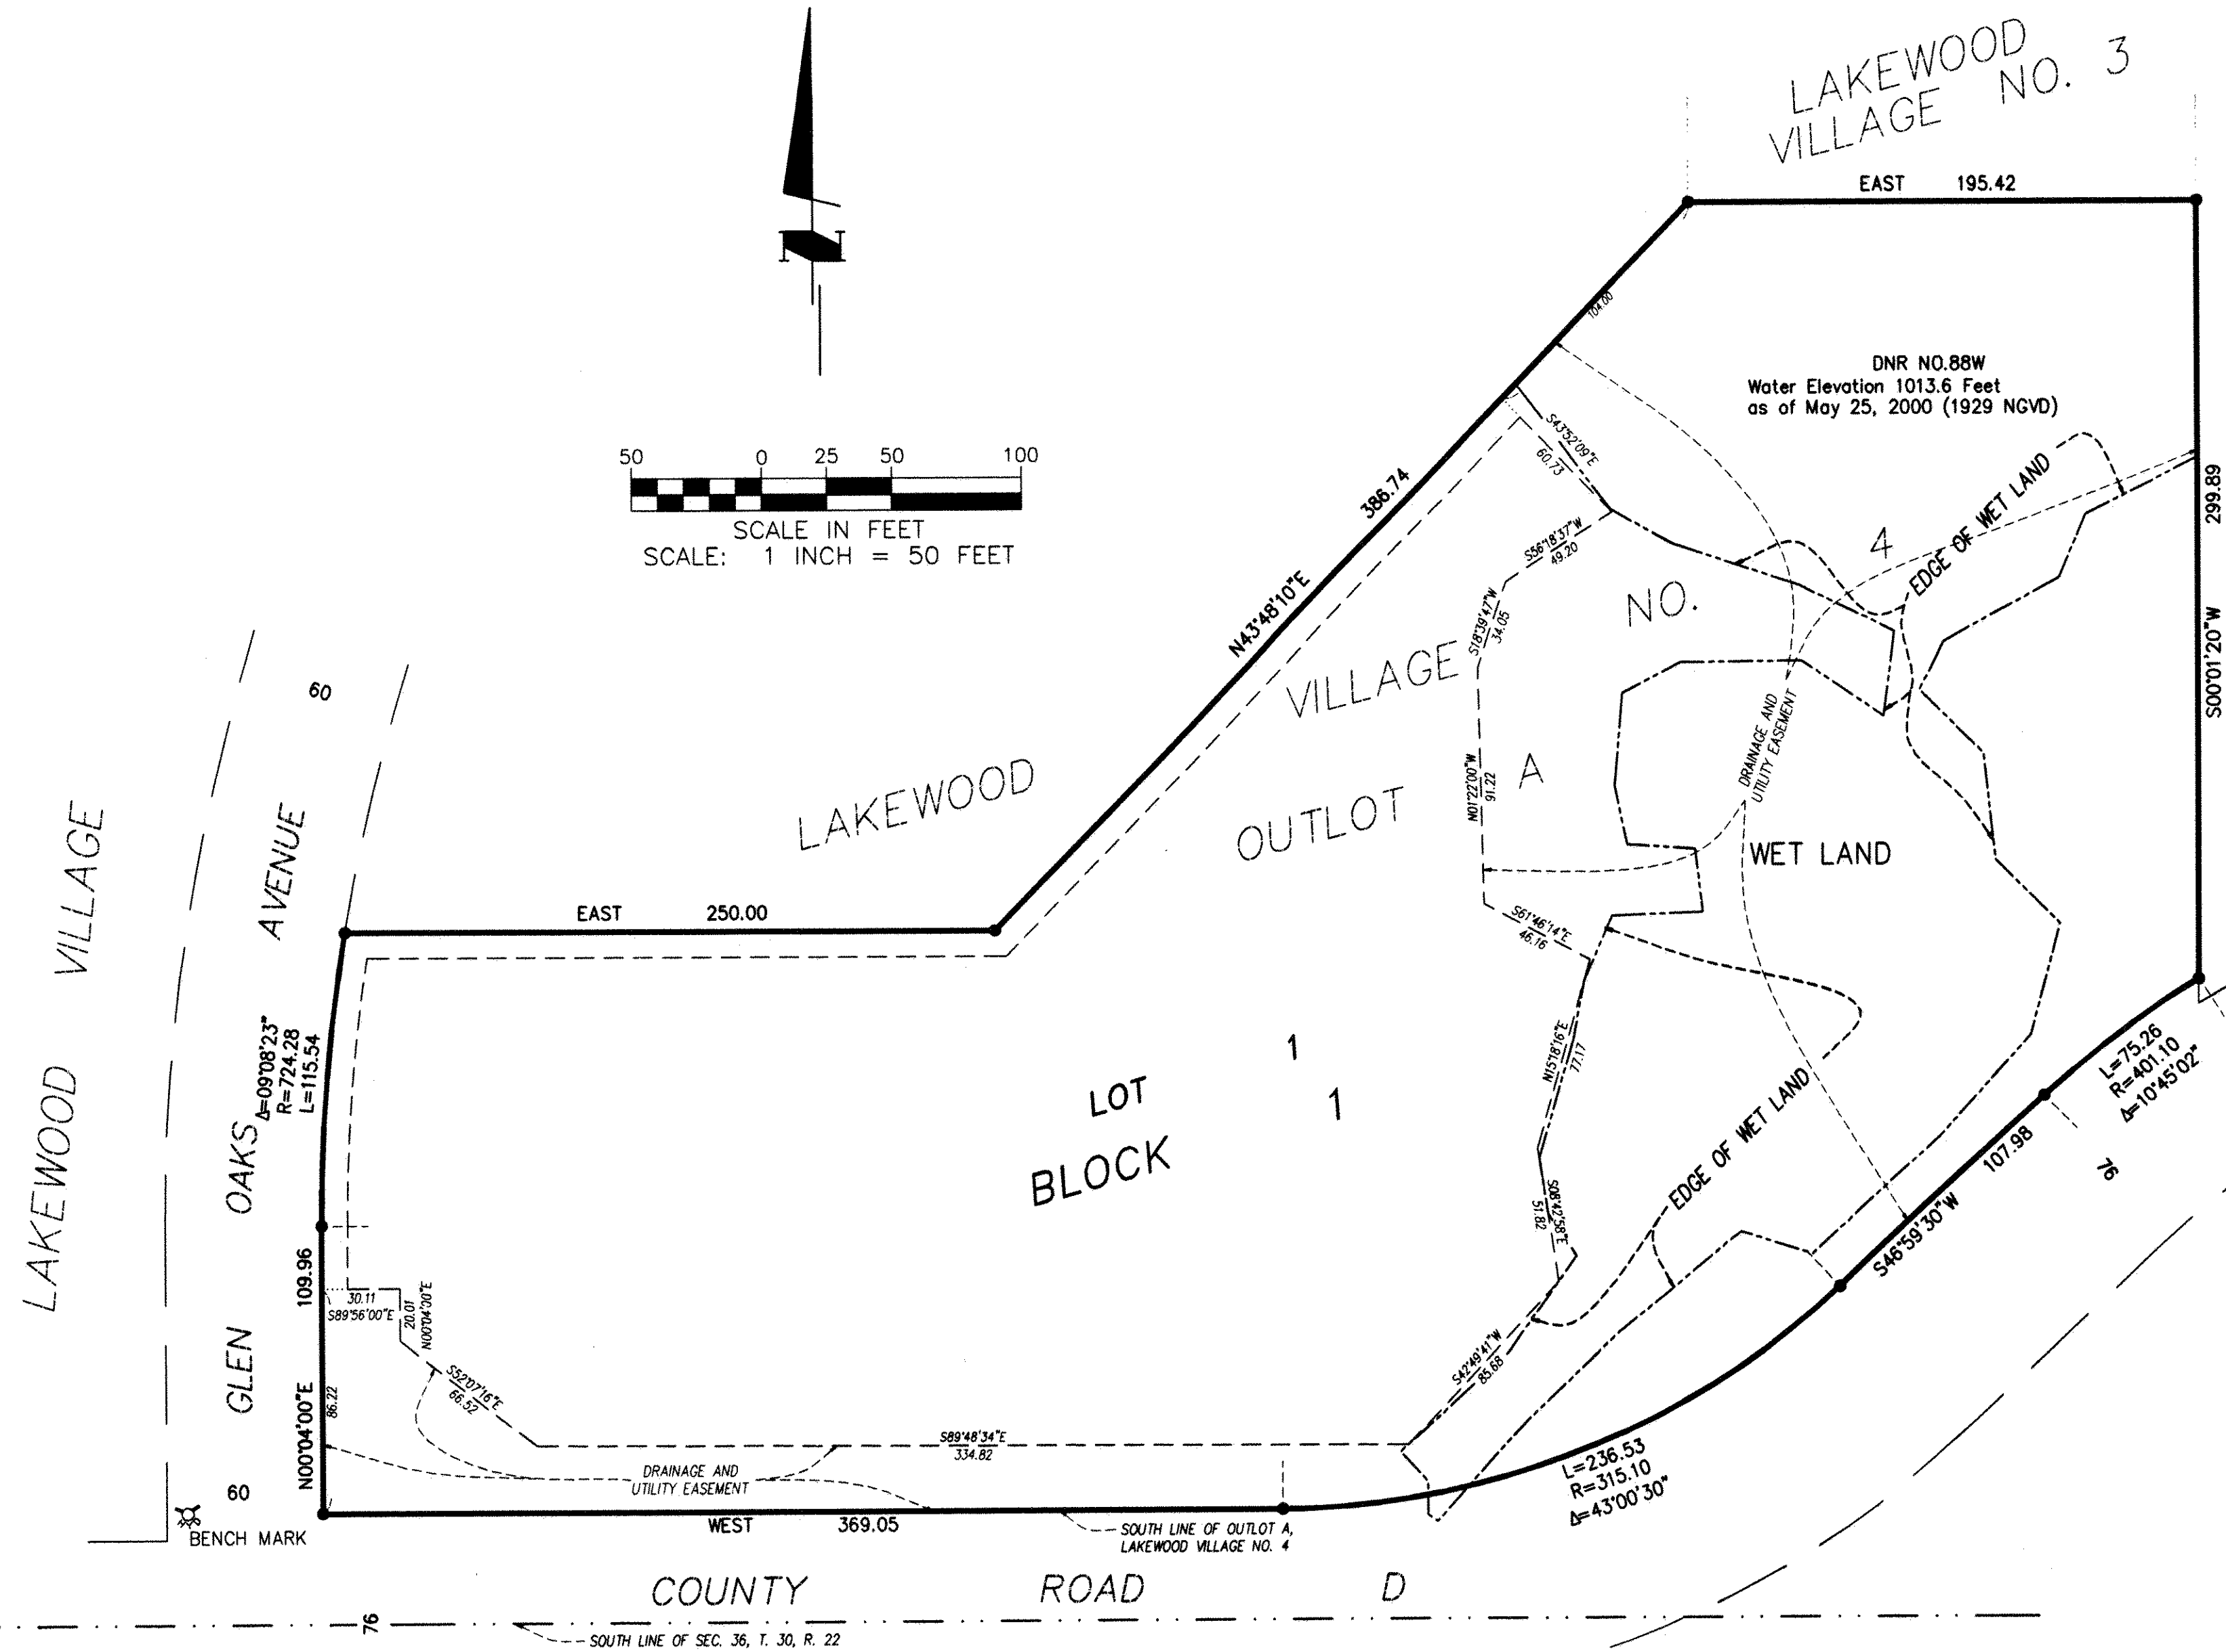 LAKEWOOD
VILLAGE NO. 3
EAST 195.42
104.00
DNR NO.88W
Water Elevation 1013.6 Feet
as of May 25, 2000 (1929 NGVD)
N
50 0 25 50 100
SCALE IN FEET
SCALE: 1 INCH = 50 FEET
386.74
N43°48'10"E
S43°52'09"E
60.73
S56°18'37"W
49.20
S18°39'47"W
34.05
N01°22'00"W
91.22
S61°46'14"E
46.16
N15°18'16"E
77.17
S08°42'58"E
51.82
S42°49'41"W
85.68
EDGE OF WET LAND
299.89
S00°01'20"W
LAKEWOOD VILLAGE NO. 4
OUTLOT A
DRAINAGE AND
UTILITY EASEMENT
WET LAND
60
LAKEWOOD VILLAGE
GLEN OAKS AVENUE
EAST 250.00
Δ=09°08'23"
R=724.28
L=115.54
LOT 1
BLOCK 1
EDGE OF WET LAND
L=75.26
R=401.10
Δ=10°45'02"
107.98
S46°59'30"W
76
109.96
N00°04'00"E
86.22
30.11
S89°56'00"E
20.01
N00°04'00"E
S52°07'16"E
66.52
S89°48'34"E
334.82
DRAINAGE AND
UTILITY EASEMENT
L=236.53
R=315.10
Δ=43°00'30"
60
BENCH MARK
WEST 369.05
SOUTH LINE OF OUTLOT A,
LAKEWOOD VILLAGE NO. 4
COUNTY ROAD D
76
SOUTH LINE OF SEC. 36, T. 30, R. 22